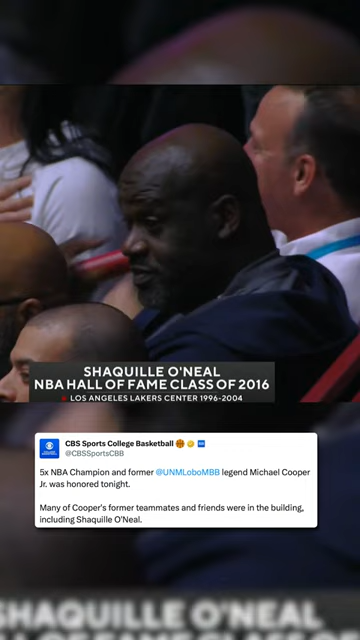 SHAQUILLE O'NEAL
NBA HALL OF FAME CLASS OF 2016
LOS ANGELES LAKERS CENTER 1996-2004
CBS Sports College Basketball
@CBSSportsCBB
5x NBA Champion and former @UNMLoboMBB legend Michael Cooper
Jr. was honored tonight.
Many of Cooper's former teammates and friends were in the building,
including Shaquille O'Neal.
SHAQUILLE O'NEAL